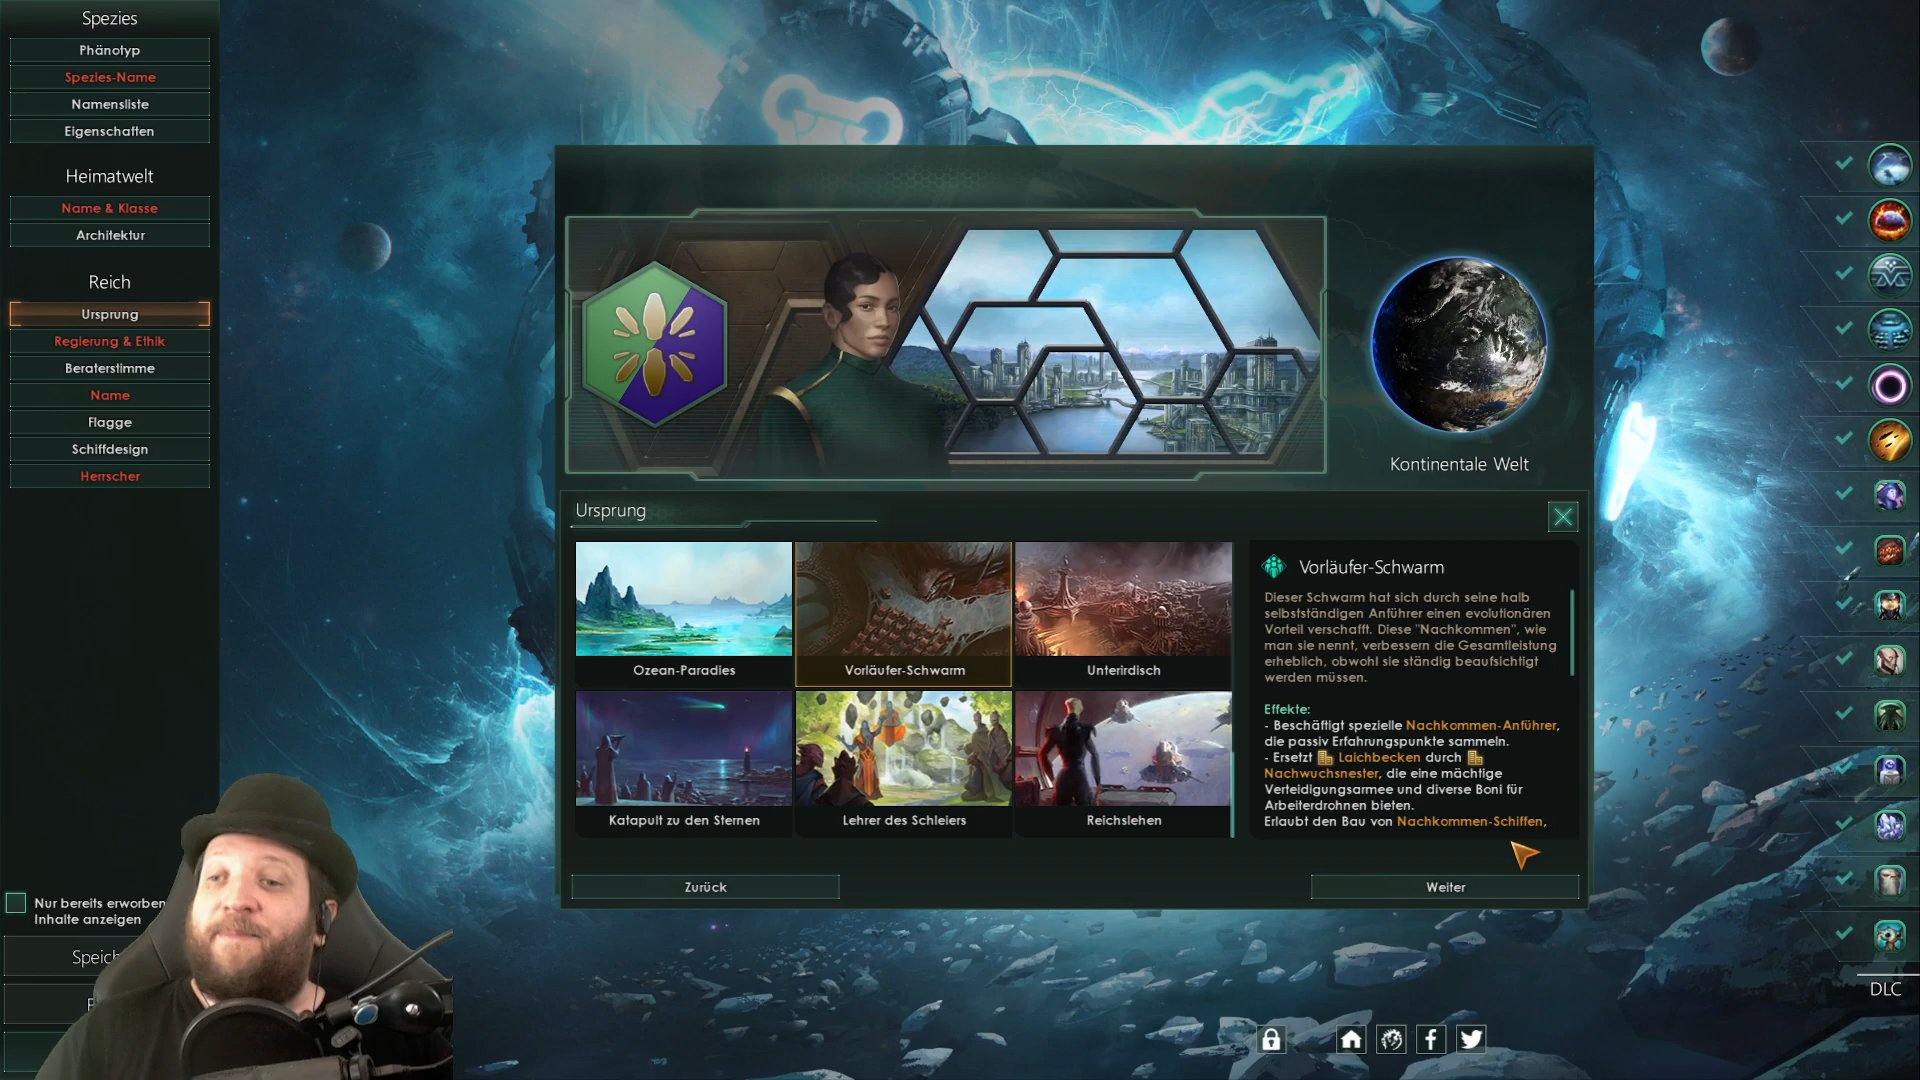 Spezies
Phänotyp
Spezies-Name
Namensliste
Eigenschaften
Heimatwelt
Name & Klasse
Architektur
Reich
Ursprung
Regierung & Ethik
Beraterstimme
Name
Flagge
Schiffdesign
Herrscher
Nur bereits erworben
Inhalte anzeigen
Kontinentale Welt
Ursprung
Ozean-Paradies
Vorläufer-Schwarm
Unterirdisch
Katapult zu den Sternen
Lehrer des Schleiers
Reichslehen
Vorläufer-Schwarm
Dieser Schwarm hat sich durch seine halb
selbstständigen Anführer einen evolutionären
Vorteil verschafft. Diese "Nachkommen", wie
man sie nennt, verbessern die Gesamtleistung
erheblich, obwohl sie ständig beaufsichtigt
werden müssen.
Effekte:
- Beschäftigt spezielle Nachkommen-Anführer,
die passiv Erfahrungspunkte sammeln.
- Ersetzt Laichbecken durch
Nachwuchsnester, die eine mächtige
Verteidigungsarmee und diverse Boni für
Arbeiterdrohnen bieten.
Erlaubt den Bau von Nachkommen-Schiffen,
Zurück
Weiter
DLC